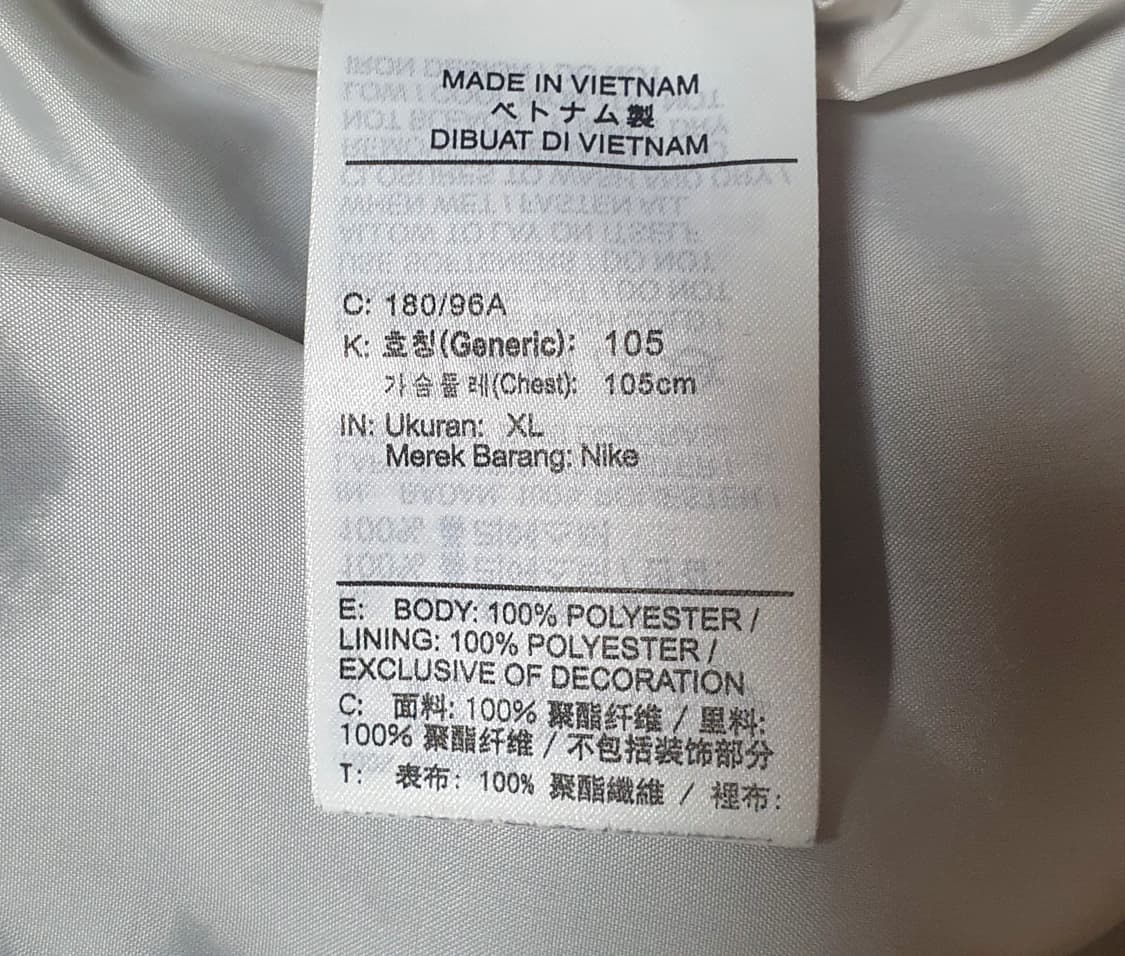 MADE IN VIETNAM
ベトナム製
DIBUAT DI VIETNAM
C: 180/96A
K: 호칭(Generic): 105
가슴둘레(Chest): 105cm
IN: Ukuran: XL
Merek Barang: Nike
E: BODY: 100% POLYESTER /
LINING: 100% POLYESTER /
EXCLUSIVE OF DECORATION
C: 面料: 100% 聚酯纤维 / 里料:
100% 聚酯纤维 / 不包括装饰部分
T: 表布: 100% 聚酯纖維 / 裡布: